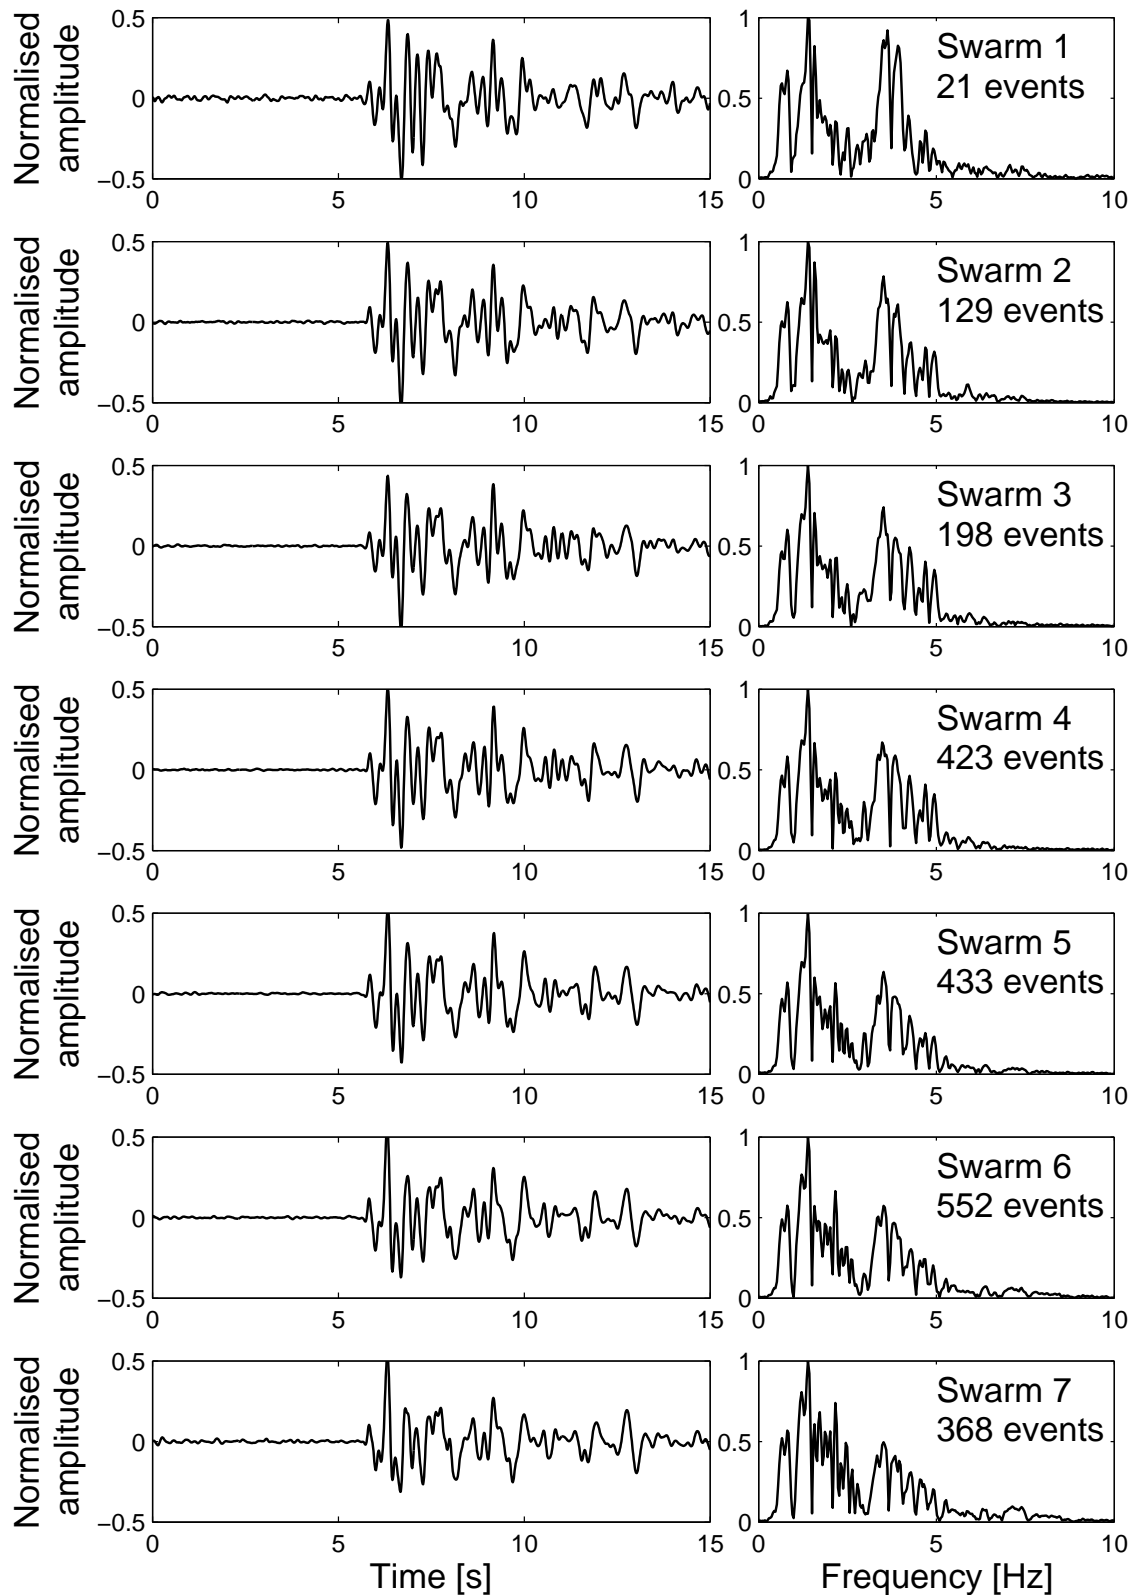 Normalised
amplitude
0.5
0
−0.5
0 5 10 15
1
0.5
0
0 5 10
Swarm 1
21 events
Normalised
amplitude
0.5
0
−0.5
0 5 10 15
1
0.5
0
0 5 10
Swarm 2
129 events
Normalised
amplitude
0.5
0
−0.5
0 5 10 15
1
0.5
0
0 5 10
Swarm 3
198 events
Normalised
amplitude
0.5
0
−0.5
0 5 10 15
1
0.5
0
0 5 10
Swarm 4
423 events
Normalised
amplitude
0.5
0
−0.5
0 5 10 15
1
0.5
0
0 5 10
Swarm 5
433 events
Normalised
amplitude
0.5
0
−0.5
0 5 10 15
1
0.5
0
0 5 10
Swarm 6
552 events
Normalised
amplitude
0.5
0
−0.5
0 5 10 15
Time [s]
1
0.5
0
0 5 10
Swarm 7
368 events
Frequency [Hz]